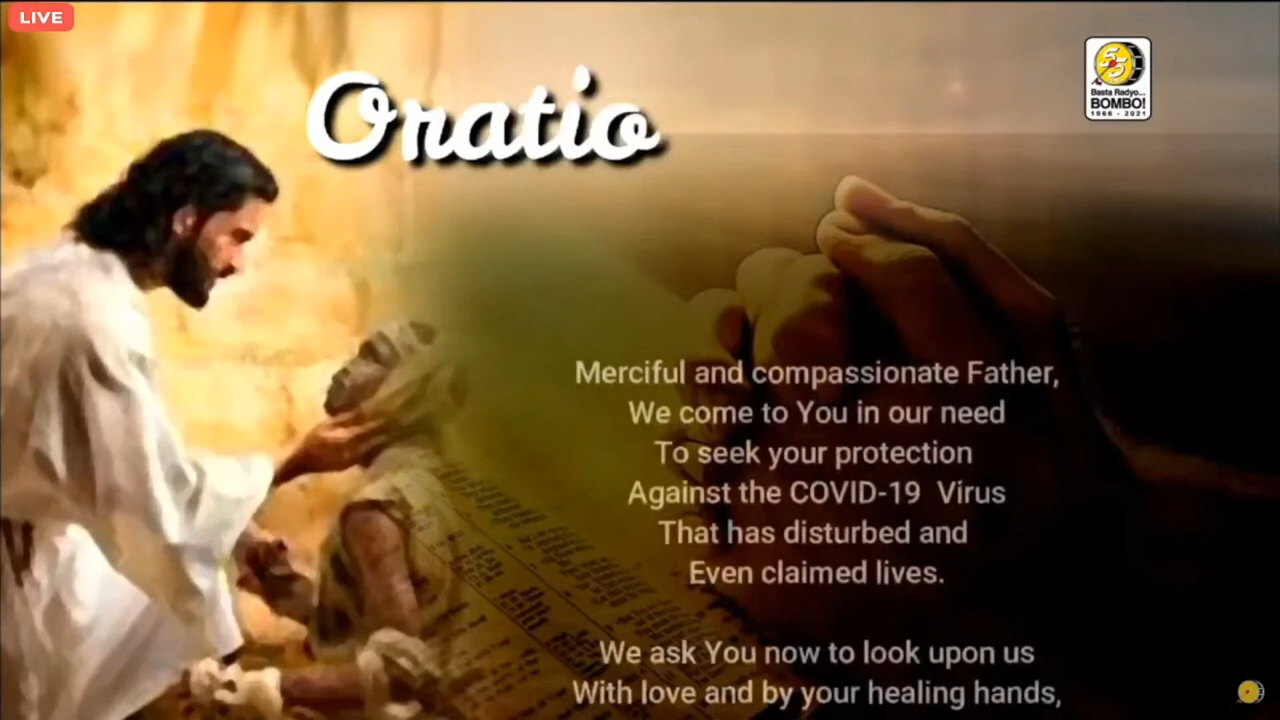 LIVE
Oratio
55
Basta Radyo...
BOMBO!
1966 - 2021
Merciful and compassionate Father,
We come to You in our need
To seek your protection
Against the COVID-19 Virus
That has disturbed and
Even claimed lives.
We ask You now to look upon us
With love and by your healing hands,